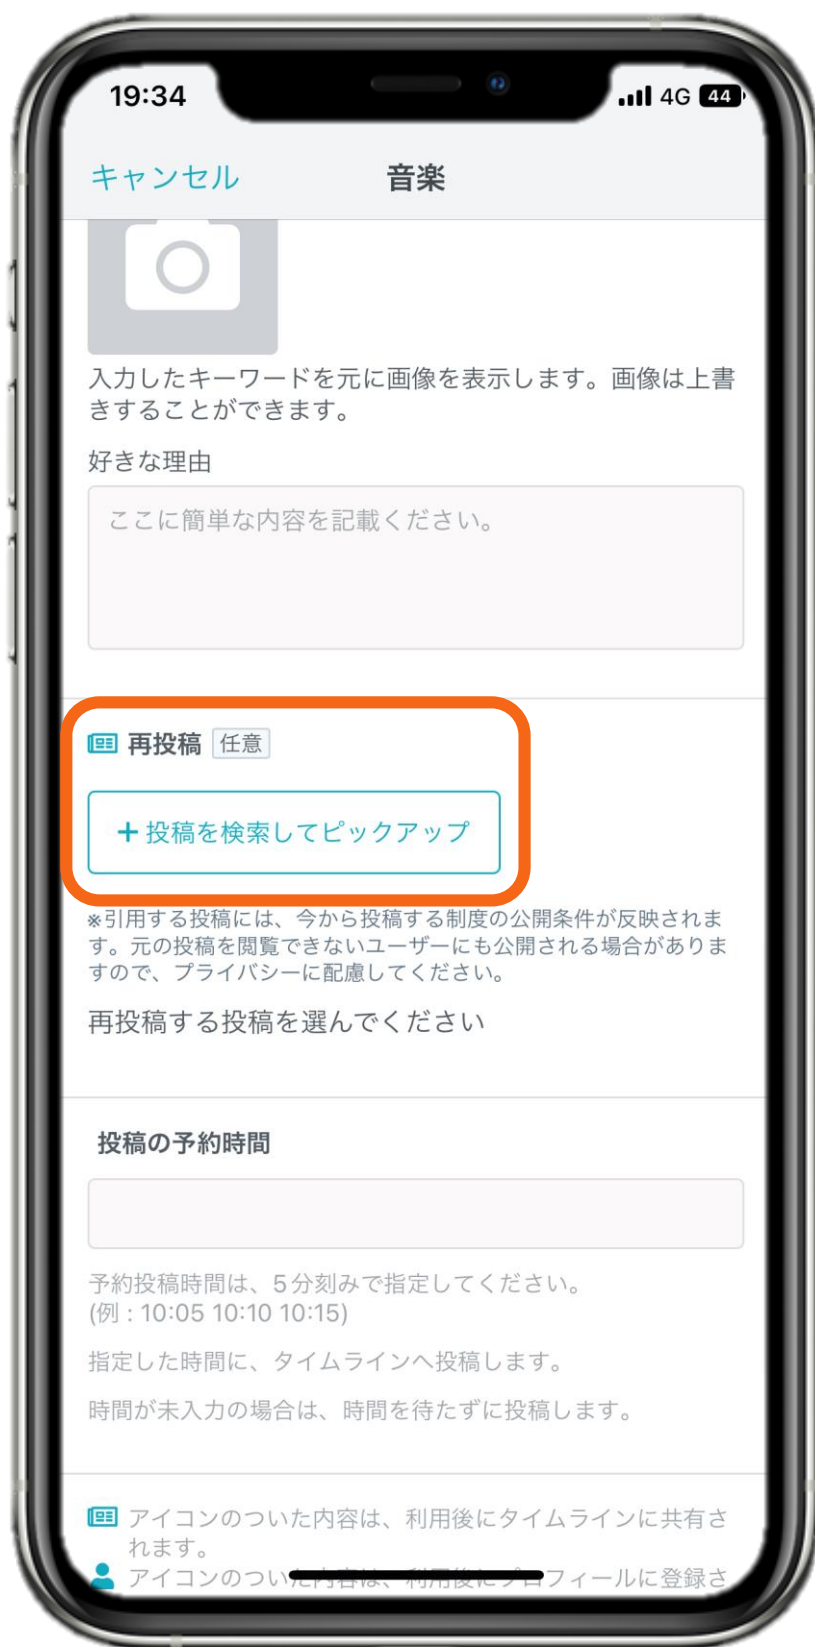 19:34
4G 44
キャンセル 音楽
入力したキーワードを元に画像を表示します。画像は上書
きすることができます。
好きな理由
ここに簡単な内容を記載ください。
再投稿 任意
+投稿を検索してピックアップ
※引用する投稿には、今から投稿する制度の公開条件が反映されま
す。元の投稿を閲覧できないユーザーにも公開される場合がありま
すので、プライバシーに配慮してください。
再投稿する投稿を選んでください
投稿の予約時間
予約投稿時間は、5分刻みで指定してください。
(例 : 10:05 10:10 10:15)
指定した時間に、タイムラインへ投稿します。
時間が未入力の場合は、時間を待たずに投稿します。
アイコンのついた内容は、利用後にタイムラインに共有さ
れます。
アイコンのついた内容は、利用後にプロフィールに登録さ